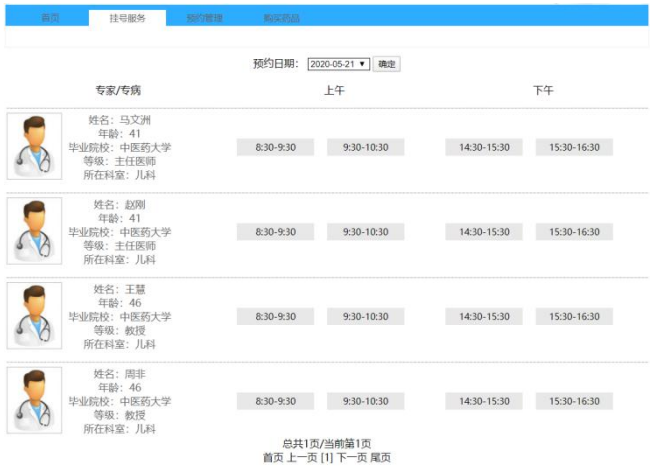 首页 挂号服务 预约管理 购买药品
预约日期： 2020-05-21 ▼ 确定
专家/专病 上午 下午
姓名：马文洲
年龄：41
毕业院校：中医药大学
8:30-9:30 9:30-10:30 14:30-15:30 15:30-16:30
等级：主任医师
所在科室：儿科
姓名：赵刚
年龄：41
毕业院校：中医药大学
8:30-9:30 9:30-10:30 14:30-15:30 15:30-16:30
等级：主任医师
所在科室：儿科
姓名：王慧
年龄：46
毕业院校：中医药大学
8:30-9:30 9:30-10:30 14:30-15:30 15:30-16:30
等级：教授
所在科室：儿科
姓名：周非
年龄：46
毕业院校：中医药大学
8:30-9:30 9:30-10:30 14:30-15:30 15:30-16:30
等级：教授
所在科室：儿科
总共1页/当前第1页
首页 上一页 [1] 下一页 尾页